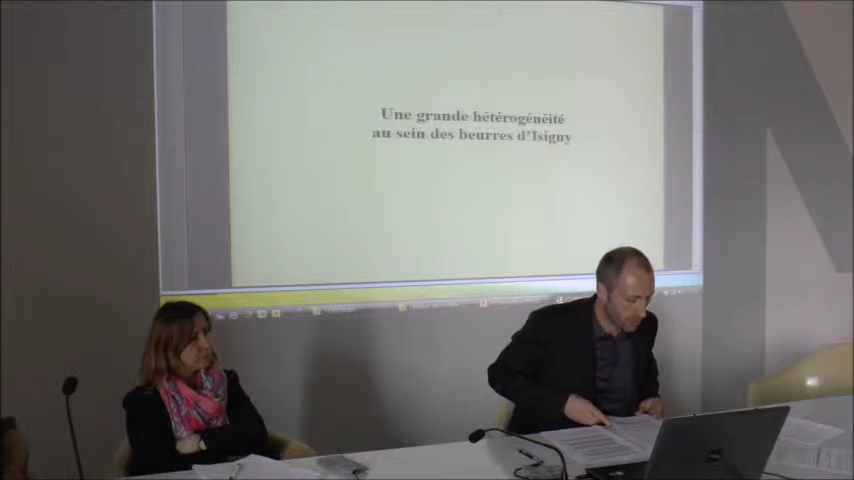 Une grande hétérogénéité
au sein des beurres d'Isigny